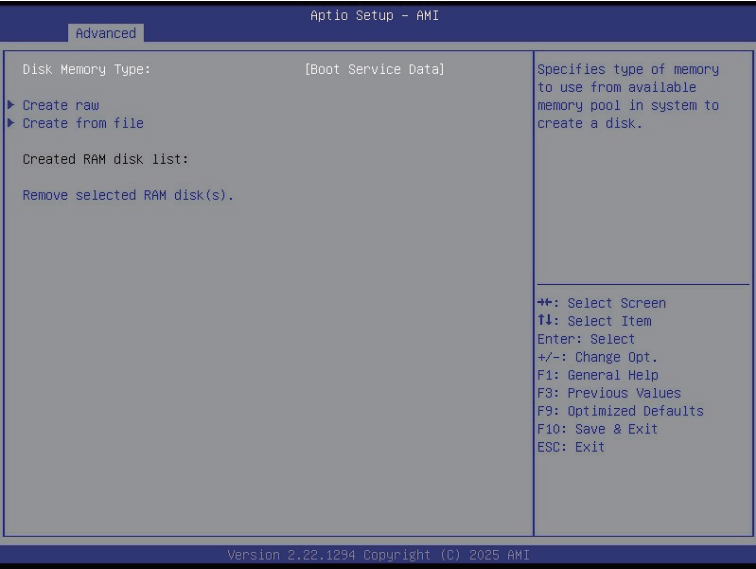 Aptio Setup – AMI
Advanced
Disk Memory Type: [Boot Service Data]
Create raw
Create from file
Created RAM disk list:
Remove selected RAM disk(s).
Specifies type of memory
to use from available
memory pool in system to
create a disk.
→←: Select Screen
↑↓: Select Item
Enter: Select
+/-: Change Opt.
F1: General Help
F3: Previous Values
F9: Optimized Defaults
F10: Save & Exit
ESC: Exit
Version 2.22.1294 Copyright (C) 2025 AMI